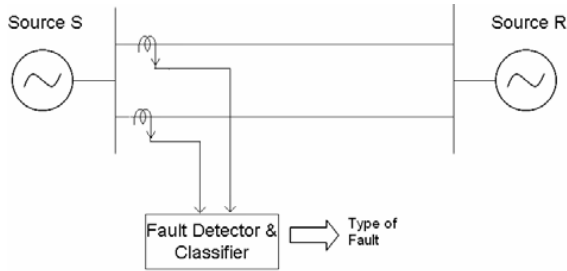 Source S
Source R
Fault Detector &
Classifier
Type of
Fault